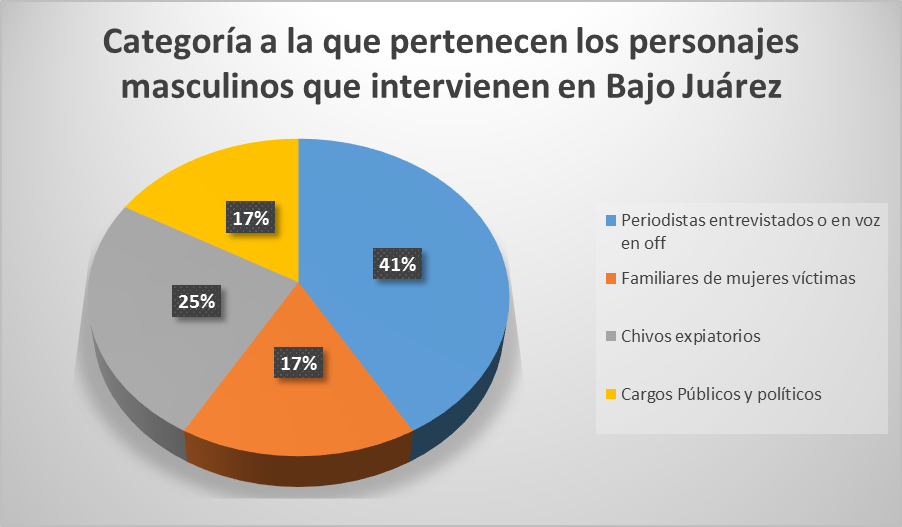 Categoría a la que pertenecen los personajes
masculinos que intervienen en Bajo Juárez
17%
41%
25%
17%
Periodistas entrevistados o en voz
en off
Familiares de mujeres víctimas
Chivos expiatorios
Cargos Públicos y políticos